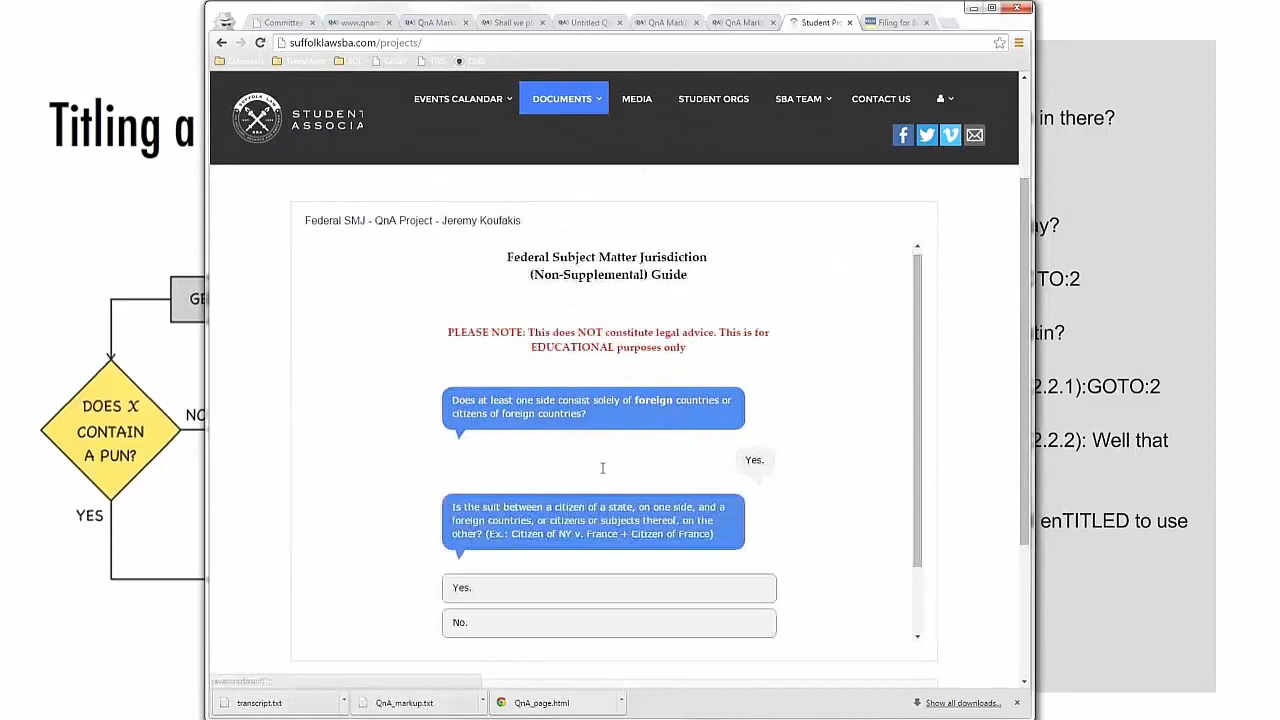 Committee
www.qnam
QnA Mark
Shall we pl
Untitled Q
QnA Mark
QnA Mark
Student Pr
Filing for B
suffolklawsba.com/projects/
STUDENT
ASSOCIA
EVENTS CALANDAR
DOCUMENTS
MEDIA
STUDENT ORGS
SBA TEAM
CONTACT US
Titling a
in there?
Federal SMJ - QnA Project - Jeremy Koufakis
ay?
Federal Subject Matter Jurisdiction
(Non-Supplemental) Guide
TO:2
GE
PLEASE NOTE: This does NOT constitute legal advice. This is for
EDUCATIONAL purposes only
tin?
2.2.1):GOTO:2
Does at least one side consist solely of foreign countries or
citizens of foreign countries?
DOES X
CONTAIN
A PUN?
NO
2.2.2): Well that
Yes.
YES
Is the suit between a citizen of a state, on one side, and a
foreign countries, or citizens or subjects thereof, on the
other? (Ex.: Citizen of NY v. France + Citizen of France)
enTITLED to use
Yes.
No.
transcript.txt
QnA_markup.txt
QnA_page.html
Show all downloads...